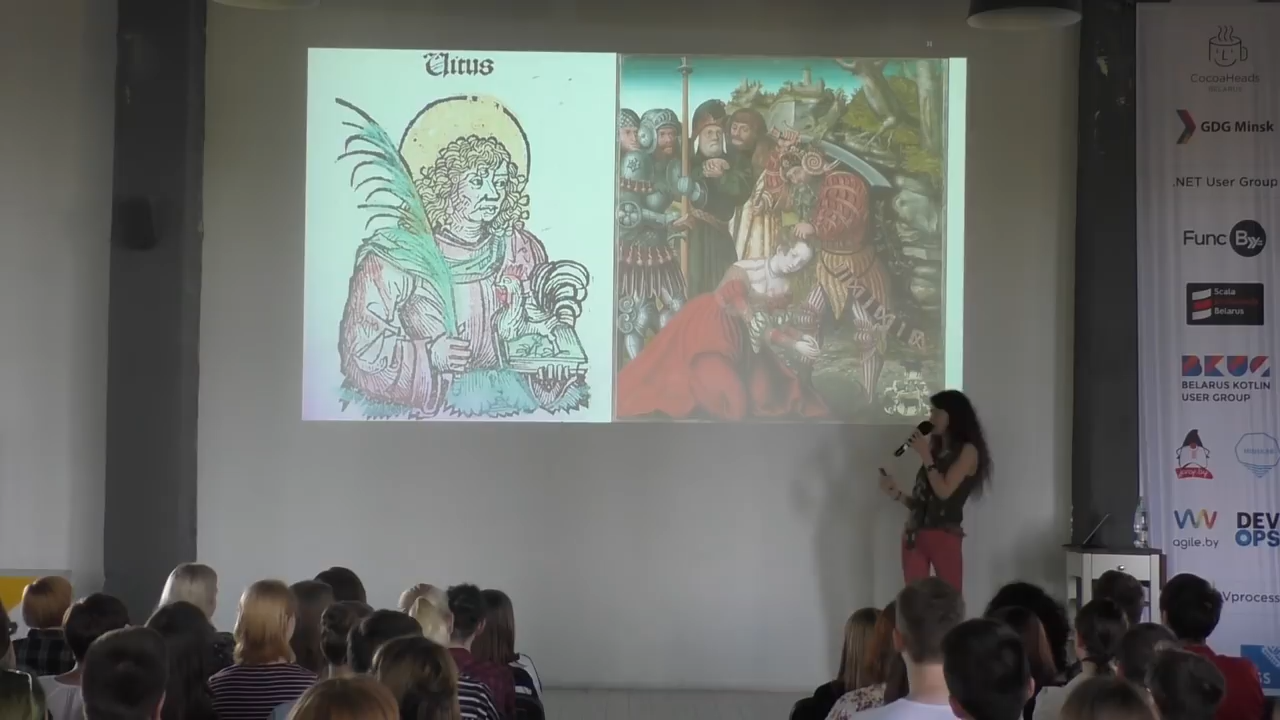 Vitus
CocoaHeads
BELARUS
GDG Minsk
.NET User Group
Func By
Scala
Belarus
BKUG
BELARUS KOTLIN
USER GROUP
agile.by
DEV
OPS